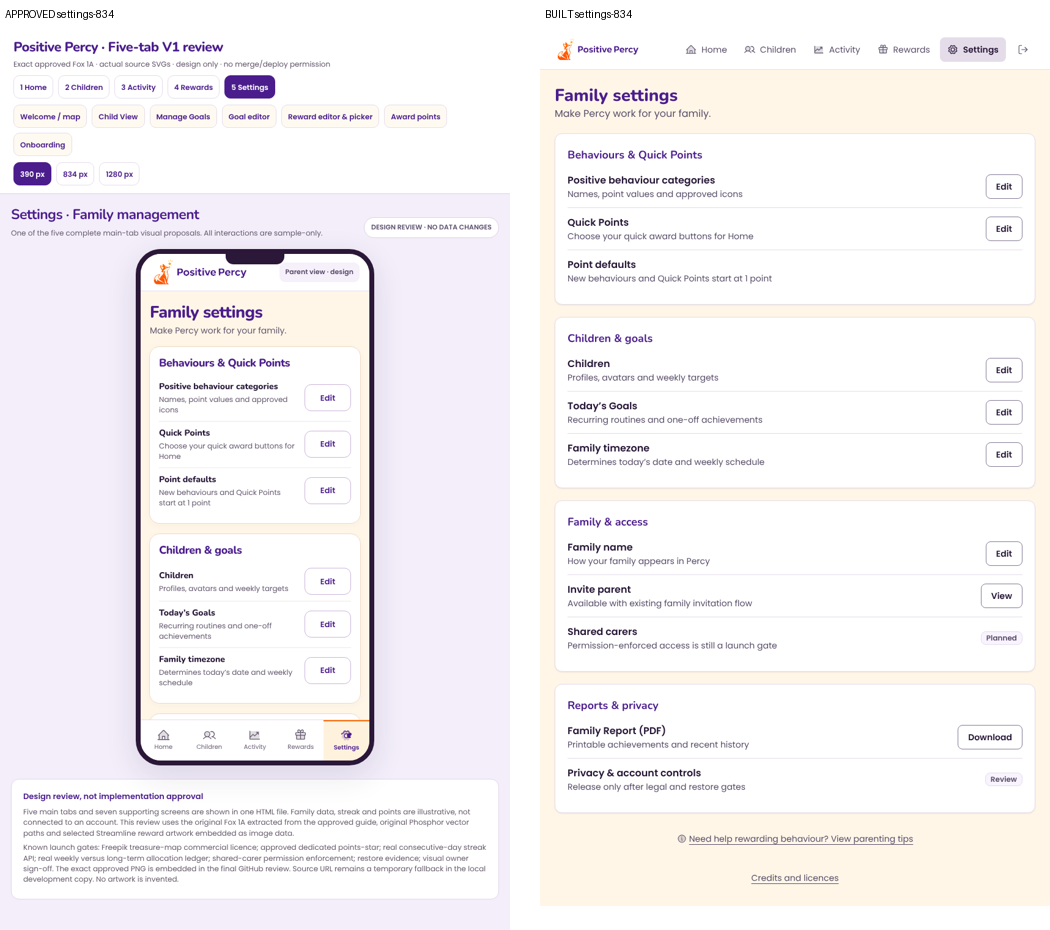 APPROVED settings-834
Positive Percy · Five-tab V1 review
Exact approved Fox 1A · actual source SVGs · design only · no merge/deploy permission
1 Home
2 Children
3 Activity
4 Rewards
5 Settings
Welcome / map
Child View
Manage Goals
Goal editor
Reward editor & picker
Award points
Onboarding
390 px
834 px
1280 px
Settings · Family management
One of the five complete main-tab visual proposals. All interactions are sample-only.
DESIGN REVIEW · NO DATA CHANGES
Positive Percy
Parent view · design
Family settings
Make Percy work for your family.
Behaviours & Quick Points
Positive behaviour categories
Names, point values and approved
icons
Edit
Quick Points
Choose your quick award buttons for
Home
Edit
Point defaults
New behaviours and Quick Points
start at 1 point
Edit
Children & goals
Children
Profiles, avatars and weekly targets
Edit
Today's Goals
Recurring routines and one-off
achievements
Edit
Family timezone
Determines today's date and weekly
schedule
Edit
Home
Children
Activity
Rewards
Settings
Design review, not implementation approval
Five main tabs and seven supporting screens are shown in one HTML file. Family data, streak and points are illustrative, not
connected to an account. This review uses the original Fox 1A extracted from the approved guide, original Phosphor vector
paths and selected Streamline reward artwork embedded as image data.
Known launch gates: Freepik treasure-map commercial licence; approved dedicated points-star; real consecutive-day streak
API; real weekly versus long-term allocation ledger; shared-carer permission enforcement; restore evidence; visual owner
sign-off. The exact approved PNG is embedded in the final GitHub review. Source URL remains a temporary fallback in the local
development copy. No artwork is invented.
BUILT settings-834
Positive Percy
Home
Children
Activity
Rewards
Settings
Family settings
Make Percy work for your family.
Behaviours & Quick Points
Positive behaviour categories
Names, point values and approved icons
Edit
Quick Points
Choose your quick award buttons for Home
Edit
Point defaults
New behaviours and Quick Points start at 1 point
Children & goals
Children
Profiles, avatars and weekly targets
Edit
Today’s Goals
Recurring routines and one-off achievements
Edit
Family timezone
Determines today’s date and weekly schedule
Edit
Family & access
Family name
How your family appears in Percy
Edit
Invite parent
Available with existing family invitation flow
View
Shared carers
Permission-enforced access is still a launch gate
Planned
Reports & privacy
Family Report (PDF)
Printable achievements and recent history
Download
Privacy & account controls
Release only after legal and restore gates
Review
Need help rewarding behaviour? View parenting tips
Credits and licences